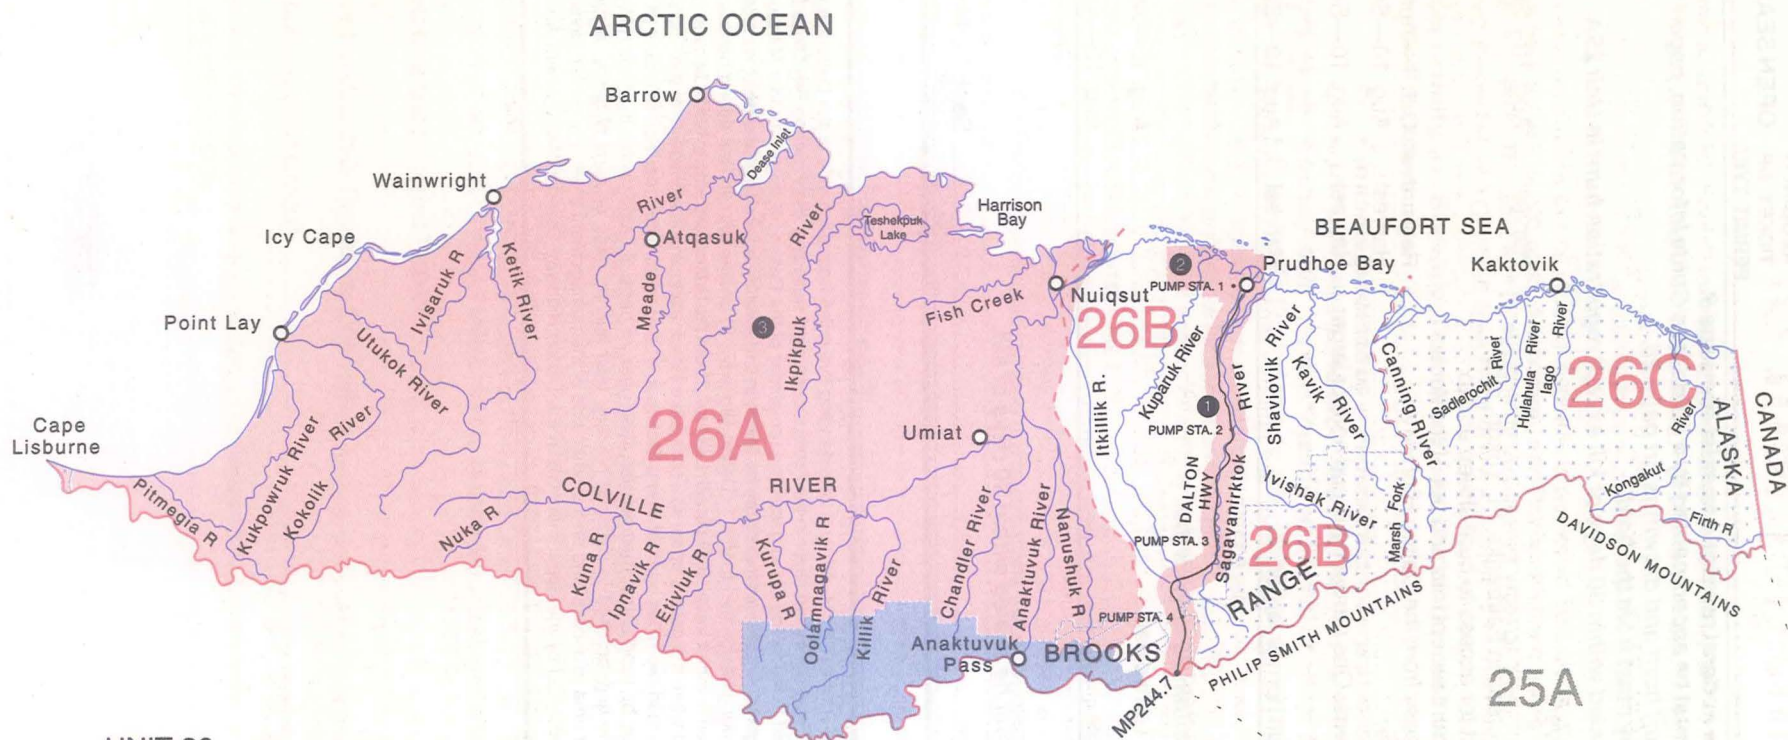 ARCTIC OCEAN
Barrow
Dease Inlet
Wainwright
River
River
Teshekpuk
Lake
Harrison
Bay
Icy Cape
Atqasuk
BEAUFORT SEA
Ivisaruk R
Ketik River
Meade
Fish Creek
Nuiqsut
2
PUMP STA. 1
Prudhoe Bay
Kaktovik
Point Lay
Utukok River
3
Ikpikpuk
26B
Kuparuk River
Itkillik R.
1
PUMP STA. 2
River
Shaviovik River
Kavik River
Canning River
Sadlerochit River
Hulahula River
Iago River
26C
River
ALASKA
CANADA
Cape
Lisburne
Kukpowruk River
Kokolik River
26A
Umiat
Pitmegia R
Nuka R
COLVILLE RIVER
Kuna R
Ipnavik R
Etivluk R
Kurupa R
Oolamnagavik R
Killik River
Chandler River
Anaktuvuk River
Nanushuk R
DALTON
HWY
Sagavanirktok
PUMP STA. 3
Ivishak River
26B
Marsh Fork
Kongakut
Firth R
DAVIDSON MOUNTAINS
PUMP STA. 4
Anaktuvuk
Pass
BROOKS
RANGE
PHILIP SMITH MOUNTAINS
MP244.7
25A